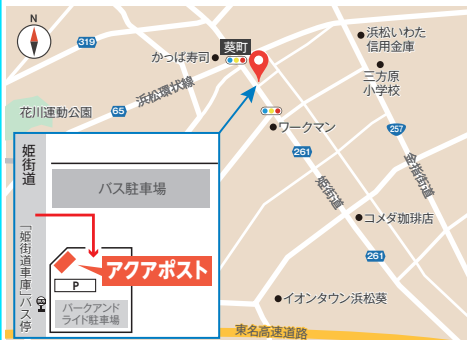 N
319
263
葵町
かっぱ寿司
浜松いわた
信用金庫
三方原
小学校
浜松環状線
花川運動公園
65
ワークマン
257
261
姫街道
金指街道
コメダ珈琲店
261
イオンタウン浜松葵
東名高速道路
姫街道
バス駐車場
アクアポスト
P
パークアンド
ライド駐車場
「姫街道車庫」バス停